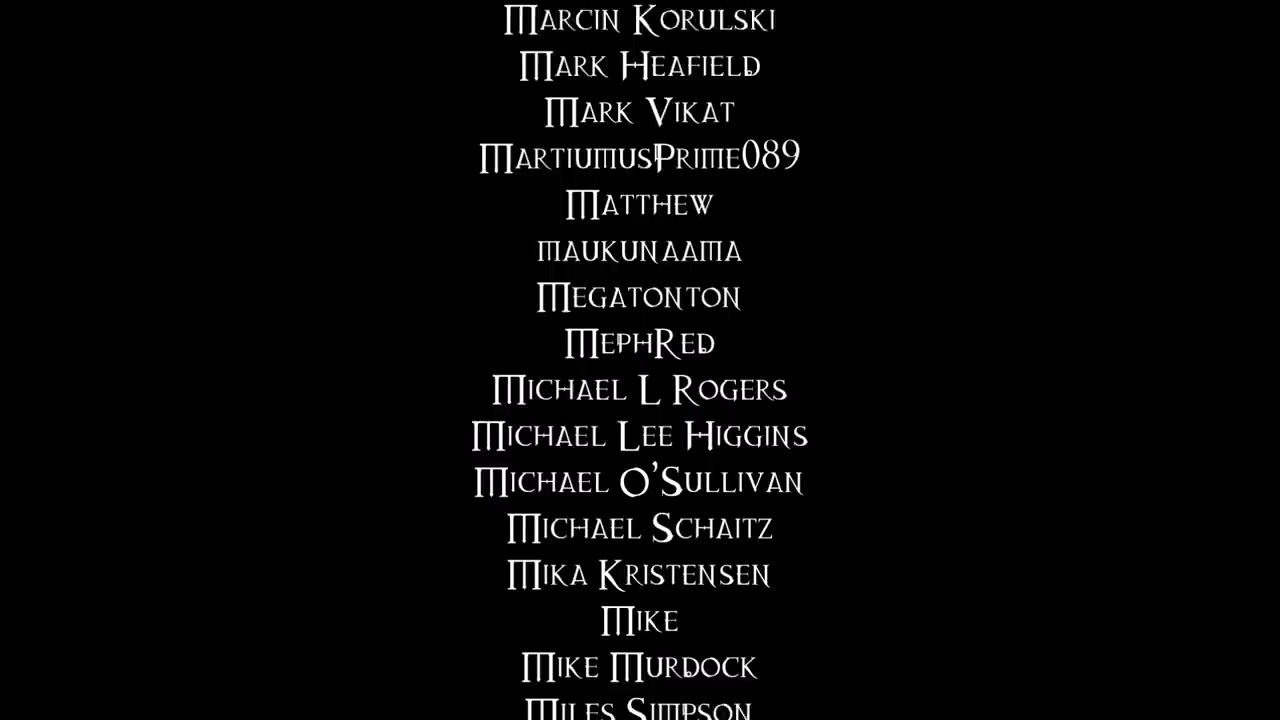 Marcin Korulski
Mark Heafield
Mark Vikat
MartiumusPrime089
Matthew
maukunaama
Megatonton
MephRed
Michael L Rogers
Michael Lee Higgins
Michael O'Sullivan
Michael Schaitz
Mika Kristensen
Mike
Mike Murdock
Miles Simpson